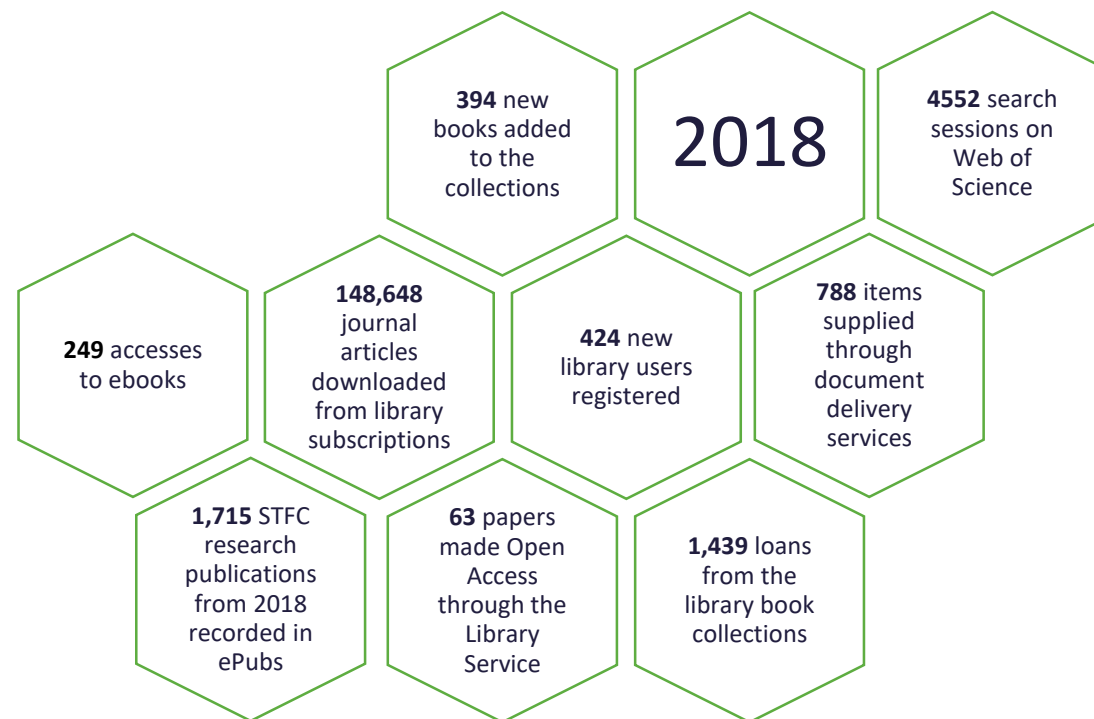 394 new
books added
to the
collections
2018
4552 search
sessions on
Web of
Science
249 accesses
to ebooks
148,648
journal
articles
downloaded
from library
subscriptions
424 new
library users
registered
788 items
supplied
through
document
delivery
services
1,715 STFC
research
publications
from 2018
recorded in
ePubs
63 papers
made Open
Access
through the
Library
Service
1,439 loans
from the
library book
collections